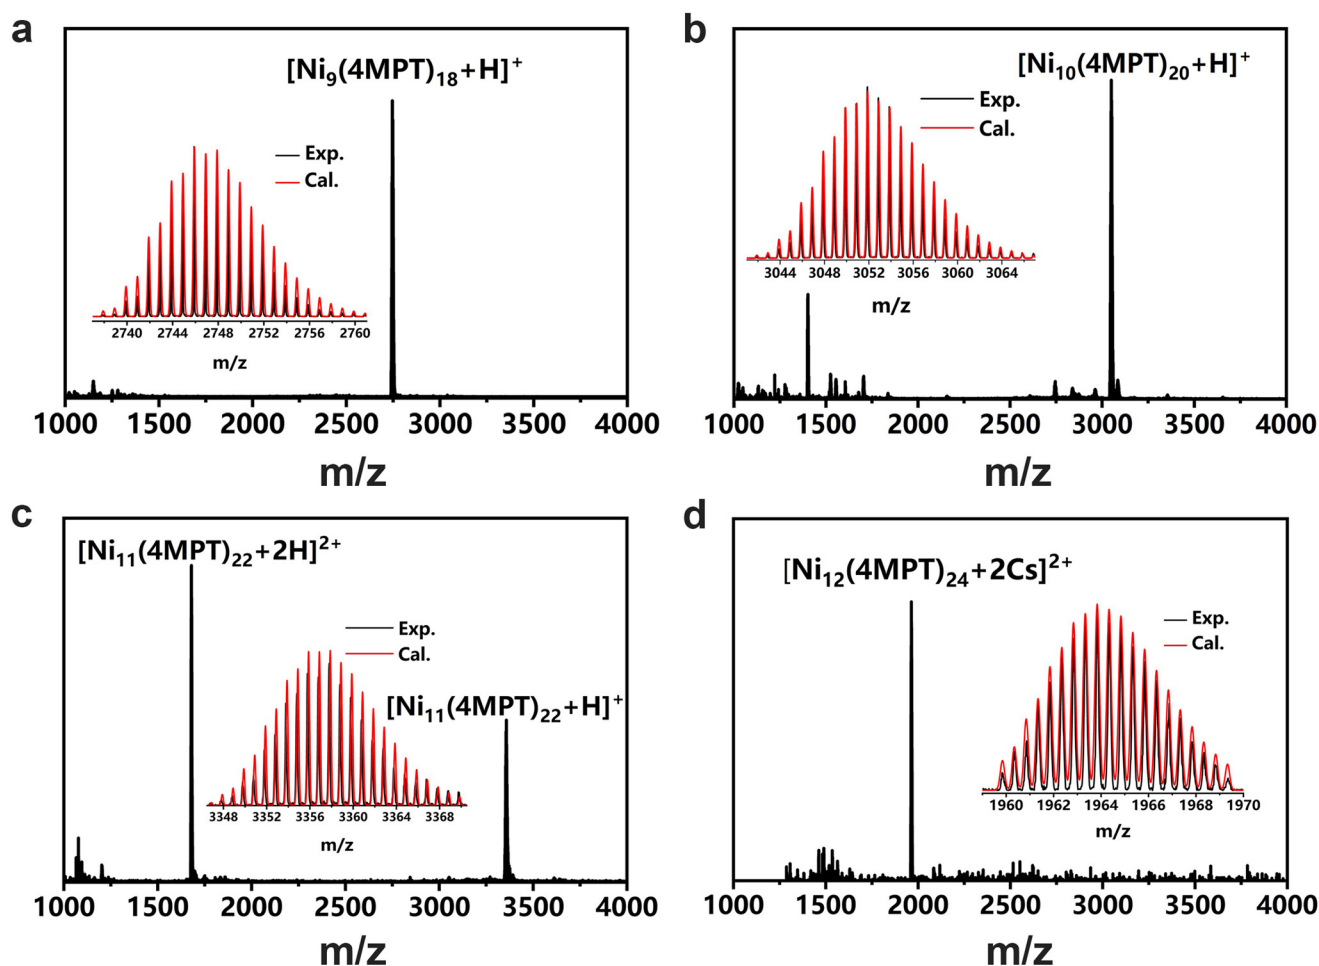 a
[Ni₉(4MPT)₁₈+H]⁺
Exp.
Cal.
2740 2744 2748 2752 2756 2760
m/z
1000 1500 2000 2500 3000 3500 4000
m/z
b
[Ni₁₀(4MPT)₂₀+H]⁺
Exp.
Cal.
3044 3048 3052 3056 3060 3064
m/z
1000 1500 2000 2500 3000 3500 4000
m/z
c
[Ni₁₁(4MPT)₂₂+2H]²⁺
Exp.
Cal.
[Ni₁₁(4MPT)₂₂+H]⁺
3348 3352 3356 3360 3364 3368
m/z
1000 1500 2000 2500 3000 3500 4000
m/z
d
[Ni₁₂(4MPT)₂₄+2Cs]²⁺
Exp.
Cal.
1960 1962 1964 1966 1968 1970
m/z
1000 1500 2000 2500 3000 3500 4000
m/z